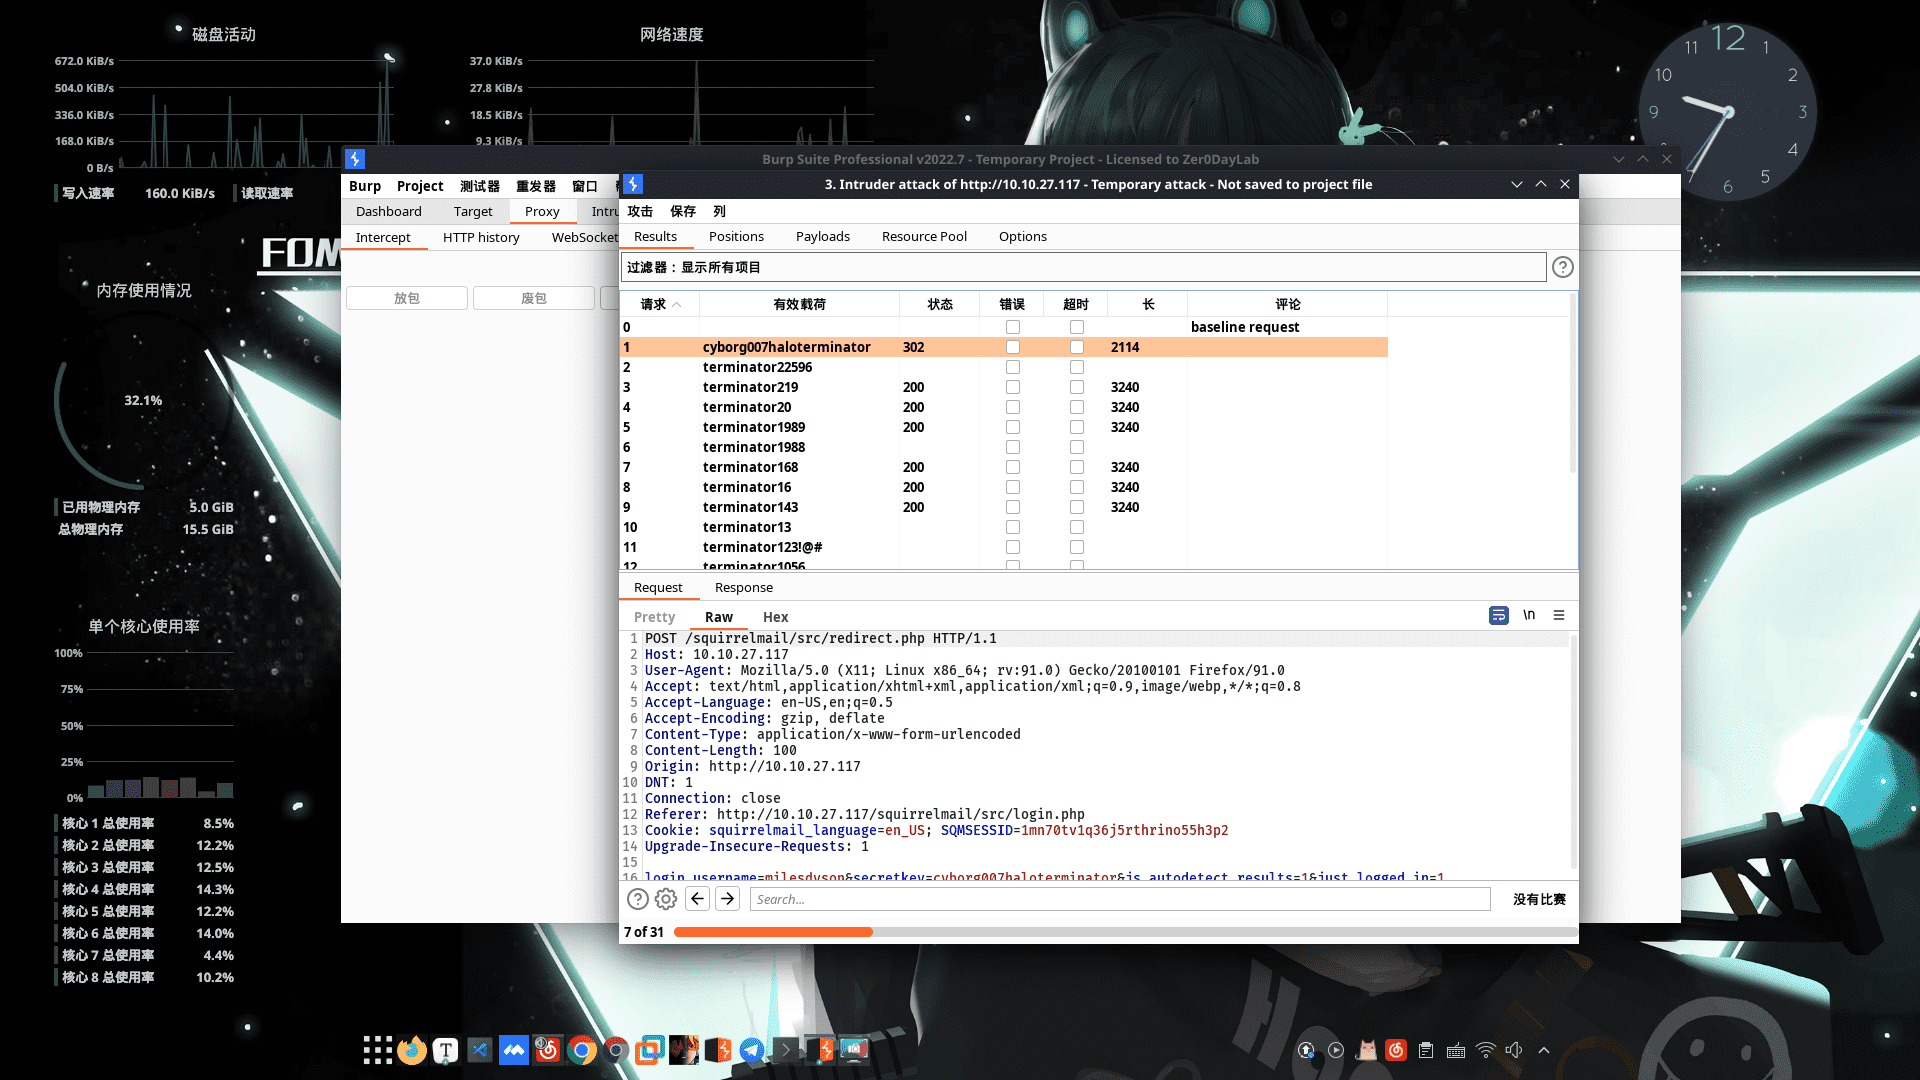 磁盘活动
672.0 KiB/s
504.0 KiB/s
336.0 KiB/s
168.0 KiB/s
0 B/s
写入速率 160.0 KiB/s 读取速率
网络速度
37.0 KiB/s
27.8 KiB/s
18.5 KiB/s
9.3 KiB/s
12
1
2
3
4
5
6
7
9
10
11
FOM
内存使用情况
32.1%
已用物理内存 5.0 GiB
总物理内存 15.5 GiB
单个核心使用率
100%
75%
50%
25%
0%
核心 1 总使用率 8.5%
核心 2 总使用率 12.2%
核心 3 总使用率 12.5%
核心 4 总使用率 14.3%
核心 5 总使用率 12.2%
核心 6 总使用率 14.0%
核心 7 总使用率 4.4%
核心 8 总使用率 10.2%
Burp Suite Professional v2022.7 - Temporary Project - Licensed to Zer0DayLab
Burp Project 测试器 重发器 窗口
Dashboard Target Proxy Intru
Intercept HTTP history WebSocket
放包 废包
3. Intruder attack of http://10.10.27.117 - Temporary attack - Not saved to project file
攻击 保存 列
Results Positions Payloads Resource Pool Options
过滤器：显示所有项目
请求 有效载荷 状态 错误 超时 长 评论
0 baseline request
1 cyborg007haloterminator 302 2114
2 terminator22596
3 terminator219 200 3240
4 terminator20 200 3240
5 terminator1989 200 3240
6 terminator1988
7 terminator168 200 3240
8 terminator16 200 3240
9 terminator143 200 3240
10 terminator13
11 terminator123!@#
12 terminator1056
Request Response
Pretty Raw Hex
\n
1 POST /squirrelmail/src/redirect.php HTTP/1.1
2 Host: 10.10.27.117
3 User-Agent: Mozilla/5.0 (X11; Linux x86_64; rv:91.0) Gecko/20100101 Firefox/91.0
4 Accept: text/html,application/xhtml+xml,application/xml;q=0.9,image/webp,*/*;q=0.8
5 Accept-Language: en-US,en;q=0.5
6 Accept-Encoding: gzip, deflate
7 Content-Type: application/x-www-form-urlencoded
8 Content-Length: 100
9 Origin: http://10.10.27.117
10 DNT: 1
11 Connection: close
12 Referer: http://10.10.27.117/squirrelmail/src/login.php
13 Cookie: squirrelmail_language=en_US; SQMSESSID=1mn70tv1q36j5rthrino55h3p2
14 Upgrade-Insecure-Requests: 1
15
16 login_username=milesdyson&secretkey=cyborg007haloterminator&js_autodetect_results=1&just_logged_in=1
Search... 没有比赛
7 of 31